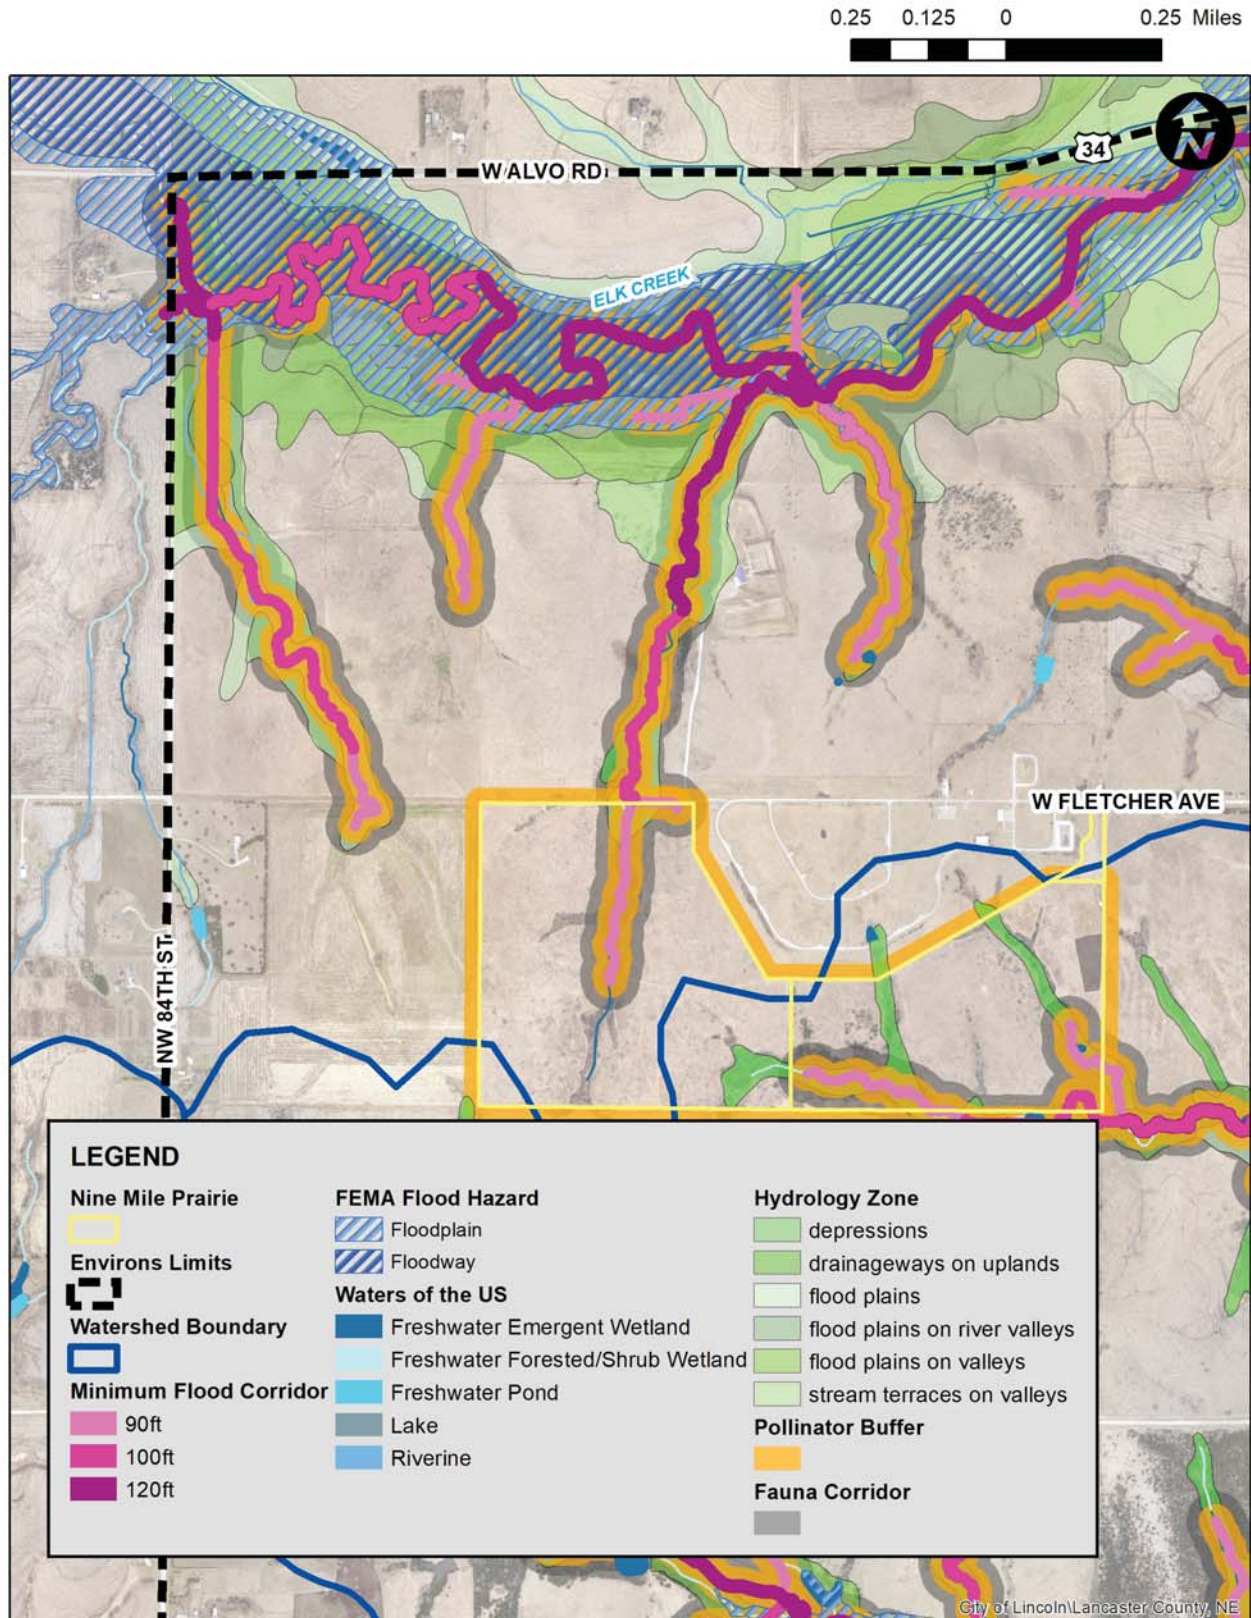 0.25 0.125 0 0.25 Miles
N
34
W ALVO RD
ELK CREEK
W FLETCHER AVE
NW 84TH ST
LEGEND
Nine Mile Prairie
Environs Limits
Watershed Boundary
Minimum Flood Corridor
90ft
100ft
120ft
FEMA Flood Hazard
Floodplain
Floodway
Waters of the US
Freshwater Emergent Wetland
Freshwater Forested/Shrub Wetland
Freshwater Pond
Lake
Riverine
Hydrology Zone
depressions
drainageways on uplands
flood plains
flood plains on river valleys
flood plains on valleys
stream terraces on valleys
Pollinator Buffer
Fauna Corridor
City of Lincoln\Lancaster County, NE